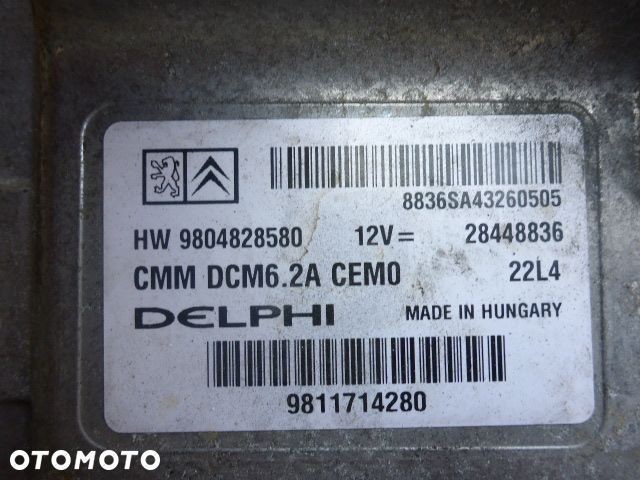 8836SA43260505
HW 9804828580 12V= 28448836
CMM DCM6.2A CEM0 22L4
DELPHI MADE IN HUNGARY
9811714280
OTOMOTO